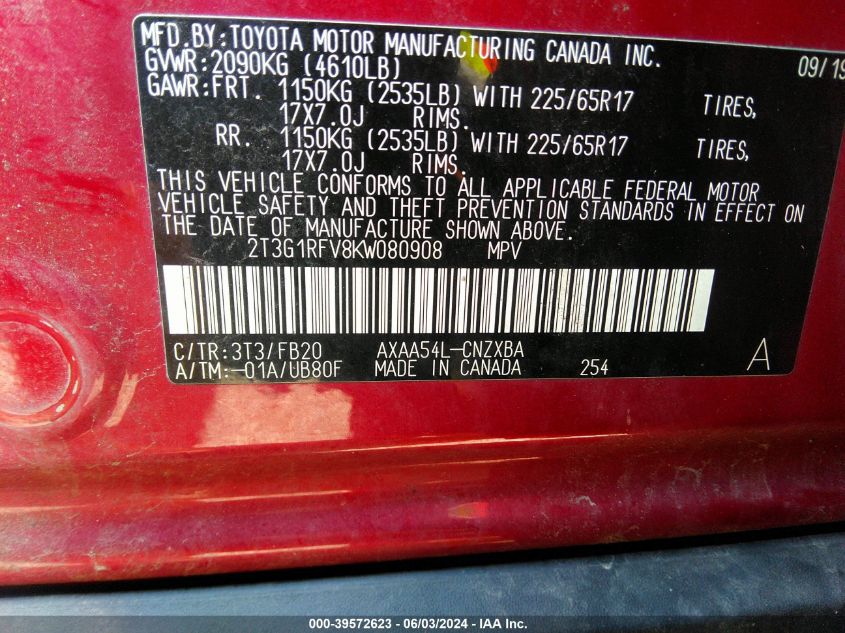 MFD.BY:TOYOTA MOTOR MANUFACTURING CANADA INC. 09/19
GVWR:2090KG (4610LB)
GAWR:FRT. 1150KG (2535LB) WITH 225/65R17 TIRES,
17X7.0J RIMS.
RR. 1150KG (2535LB) WITH 225/65R17 TIRES,
17X7.0J RIMS.
THIS VEHICLE CONFORMS TO ALL APPLICABLE FEDERAL MOTOR
VEHICLE SAFETY AND THEFT PREVENTION STANDARDS IN EFFECT ON
THE DATE OF MANUFACTURE SHOWN ABOVE.
2T3G1RFV8KW080908 MPV
C/TR:3T3/FB20 AXAA54L-CNZXBA
A/TM:-01A/UB80F MADE IN CANADA 254 A
000-39572623 - 06/03/2024 - IAA Inc.